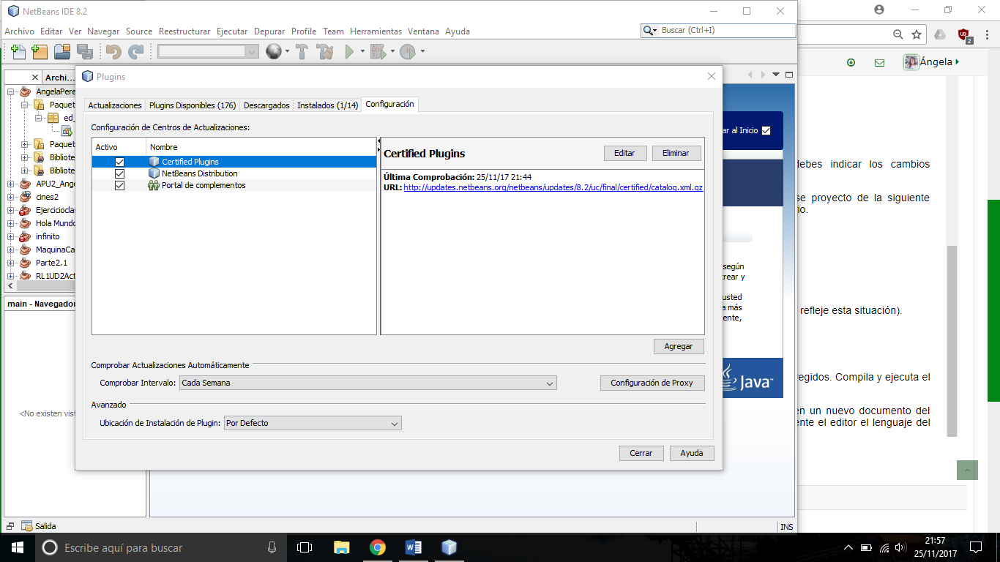 NetBeans IDE 8.2
Archivo Editar Ver Navegar Source Reestructurar Ejecutar Depurar Profile Team Herramientas Ventana Ayuda
Buscar (Ctrl+I)
2
Ángela
Archi...
AngelaPere
Paquet
ed_
Paquet
Bibliote
Bibliote
APU2_Ange
cines2
Ejerciciocla
Hola Mundo
infinito
MaquinaCa
Parte2.1
RL1UD2Act
main - Navegador
<No existen vist
Plugins
Actualizaciones Plugins Disponibles (176) Descargados Instalados (1/14) Configuración
Configuración de Centros de Actualizaciones:
Activo Nombre
Certified Plugins
NetBeans Distribution
Portal de complementos
Certified Plugins Editar Eliminar
Última Comprobación: 25/11/17 21:44
URL: http://updates.netbeans.org/netbeans/updates/8.2/uc/final/certified/catalog.xml.gz
Agregar
Comprobar Actualizaciones Automáticamente
Comprobar Intervalo: Cada Semana Configuración de Proxy
Avanzado
Ubicación de Instalación de Plugin: Por Defecto
Cerrar Ayuda
ar al Inicio
según
rear y
usted
a más
ente,
Java™
debes indicar los cambios
se proyecto de la siguiente
io.
refleje esta situación).
regidos. Compila y ejecuta el
en un nuevo documento del
ente el editor el lenguaje del
Salida
INS
Escribe aquí para buscar
21:57
25/11/2017